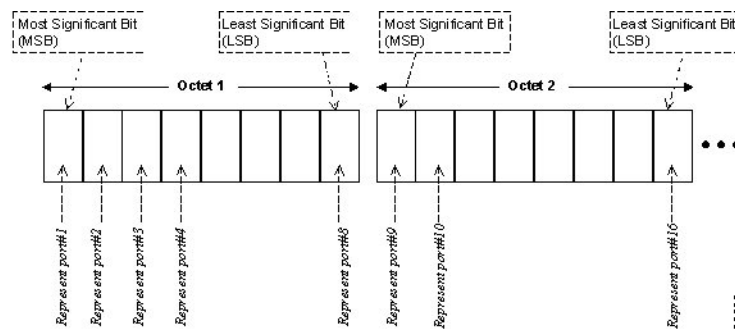 Most Significant Bit
(MSB)
Least Significant Bit
(LSB)
Most Significant Bit
(MSB)
Least Significant Bit
(LSB)
Octet 1
Octet 2
Represent port#1
Represent port#2
Represent port#3
Represent port#4
Represent port#8
Represent port#9
Represent port#10
Represent port#16